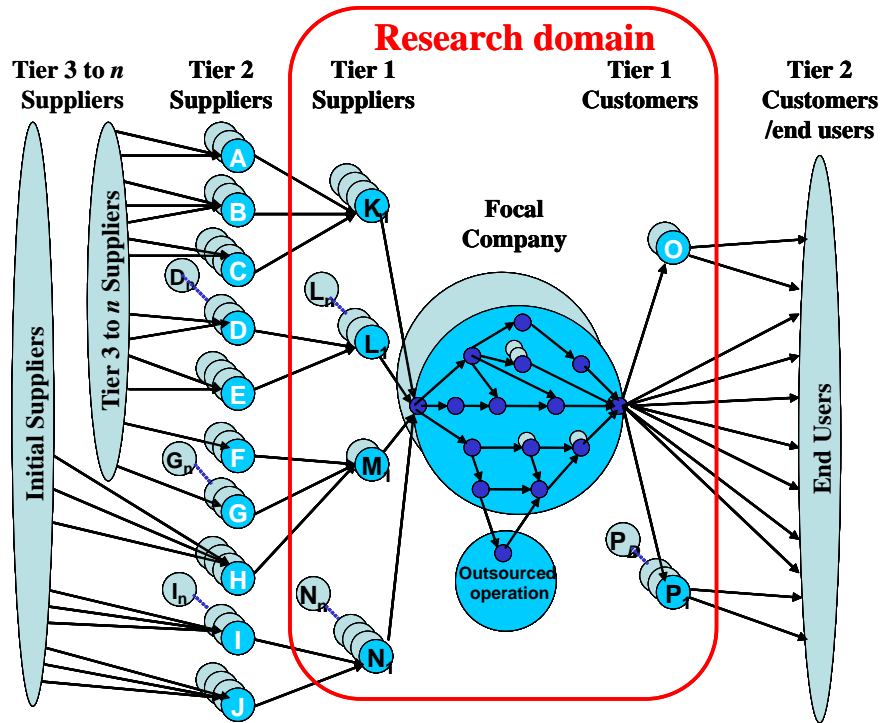 Research domain
Tier 3 to n
Suppliers
Tier 2
Suppliers
Tier 1
Suppliers
Tier 1
Customers
Tier 2
Customers
/end users
Initial Suppliers
Tier 3 to n Suppliers
A
B
C
Dn
D
E
F
Gn
G
H
In
I
J
K1
Ln
L1
M1
Nn
N1
Focal
Company
Outsourced
operation
O
Pn
P1
End Users